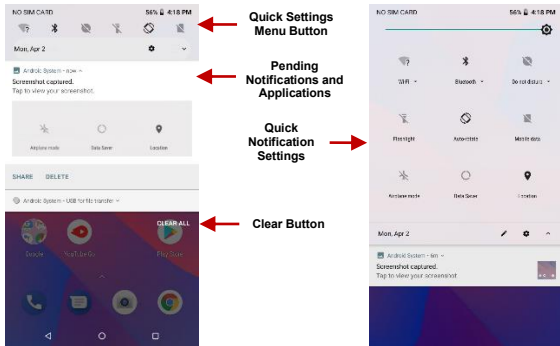 NO SIM CARD 56% 4:18 PM
Mon, Apr 2
Android System - now
Screenshot captured.
Tap to view your screenshot.
Airplane mode Data Saver Location
SHARE DELETE
Android System - USB for file transfer
CLEAR ALL
Google YouTube Go Play Store
Quick Settings
Menu Button
Pending
Notifications and
Applications
Quick
Notification
Settings
Clear Button
NO SIM CARD 56% 4:18 PM
Wi-Fi Bluetooth Do not disturb
Flashlight Auto-rotate Mobile data
Airplane mode Data Saver Location
Mon, Apr 2
Android System - 6m
Screenshot captured.
Tap to view your screenshot.